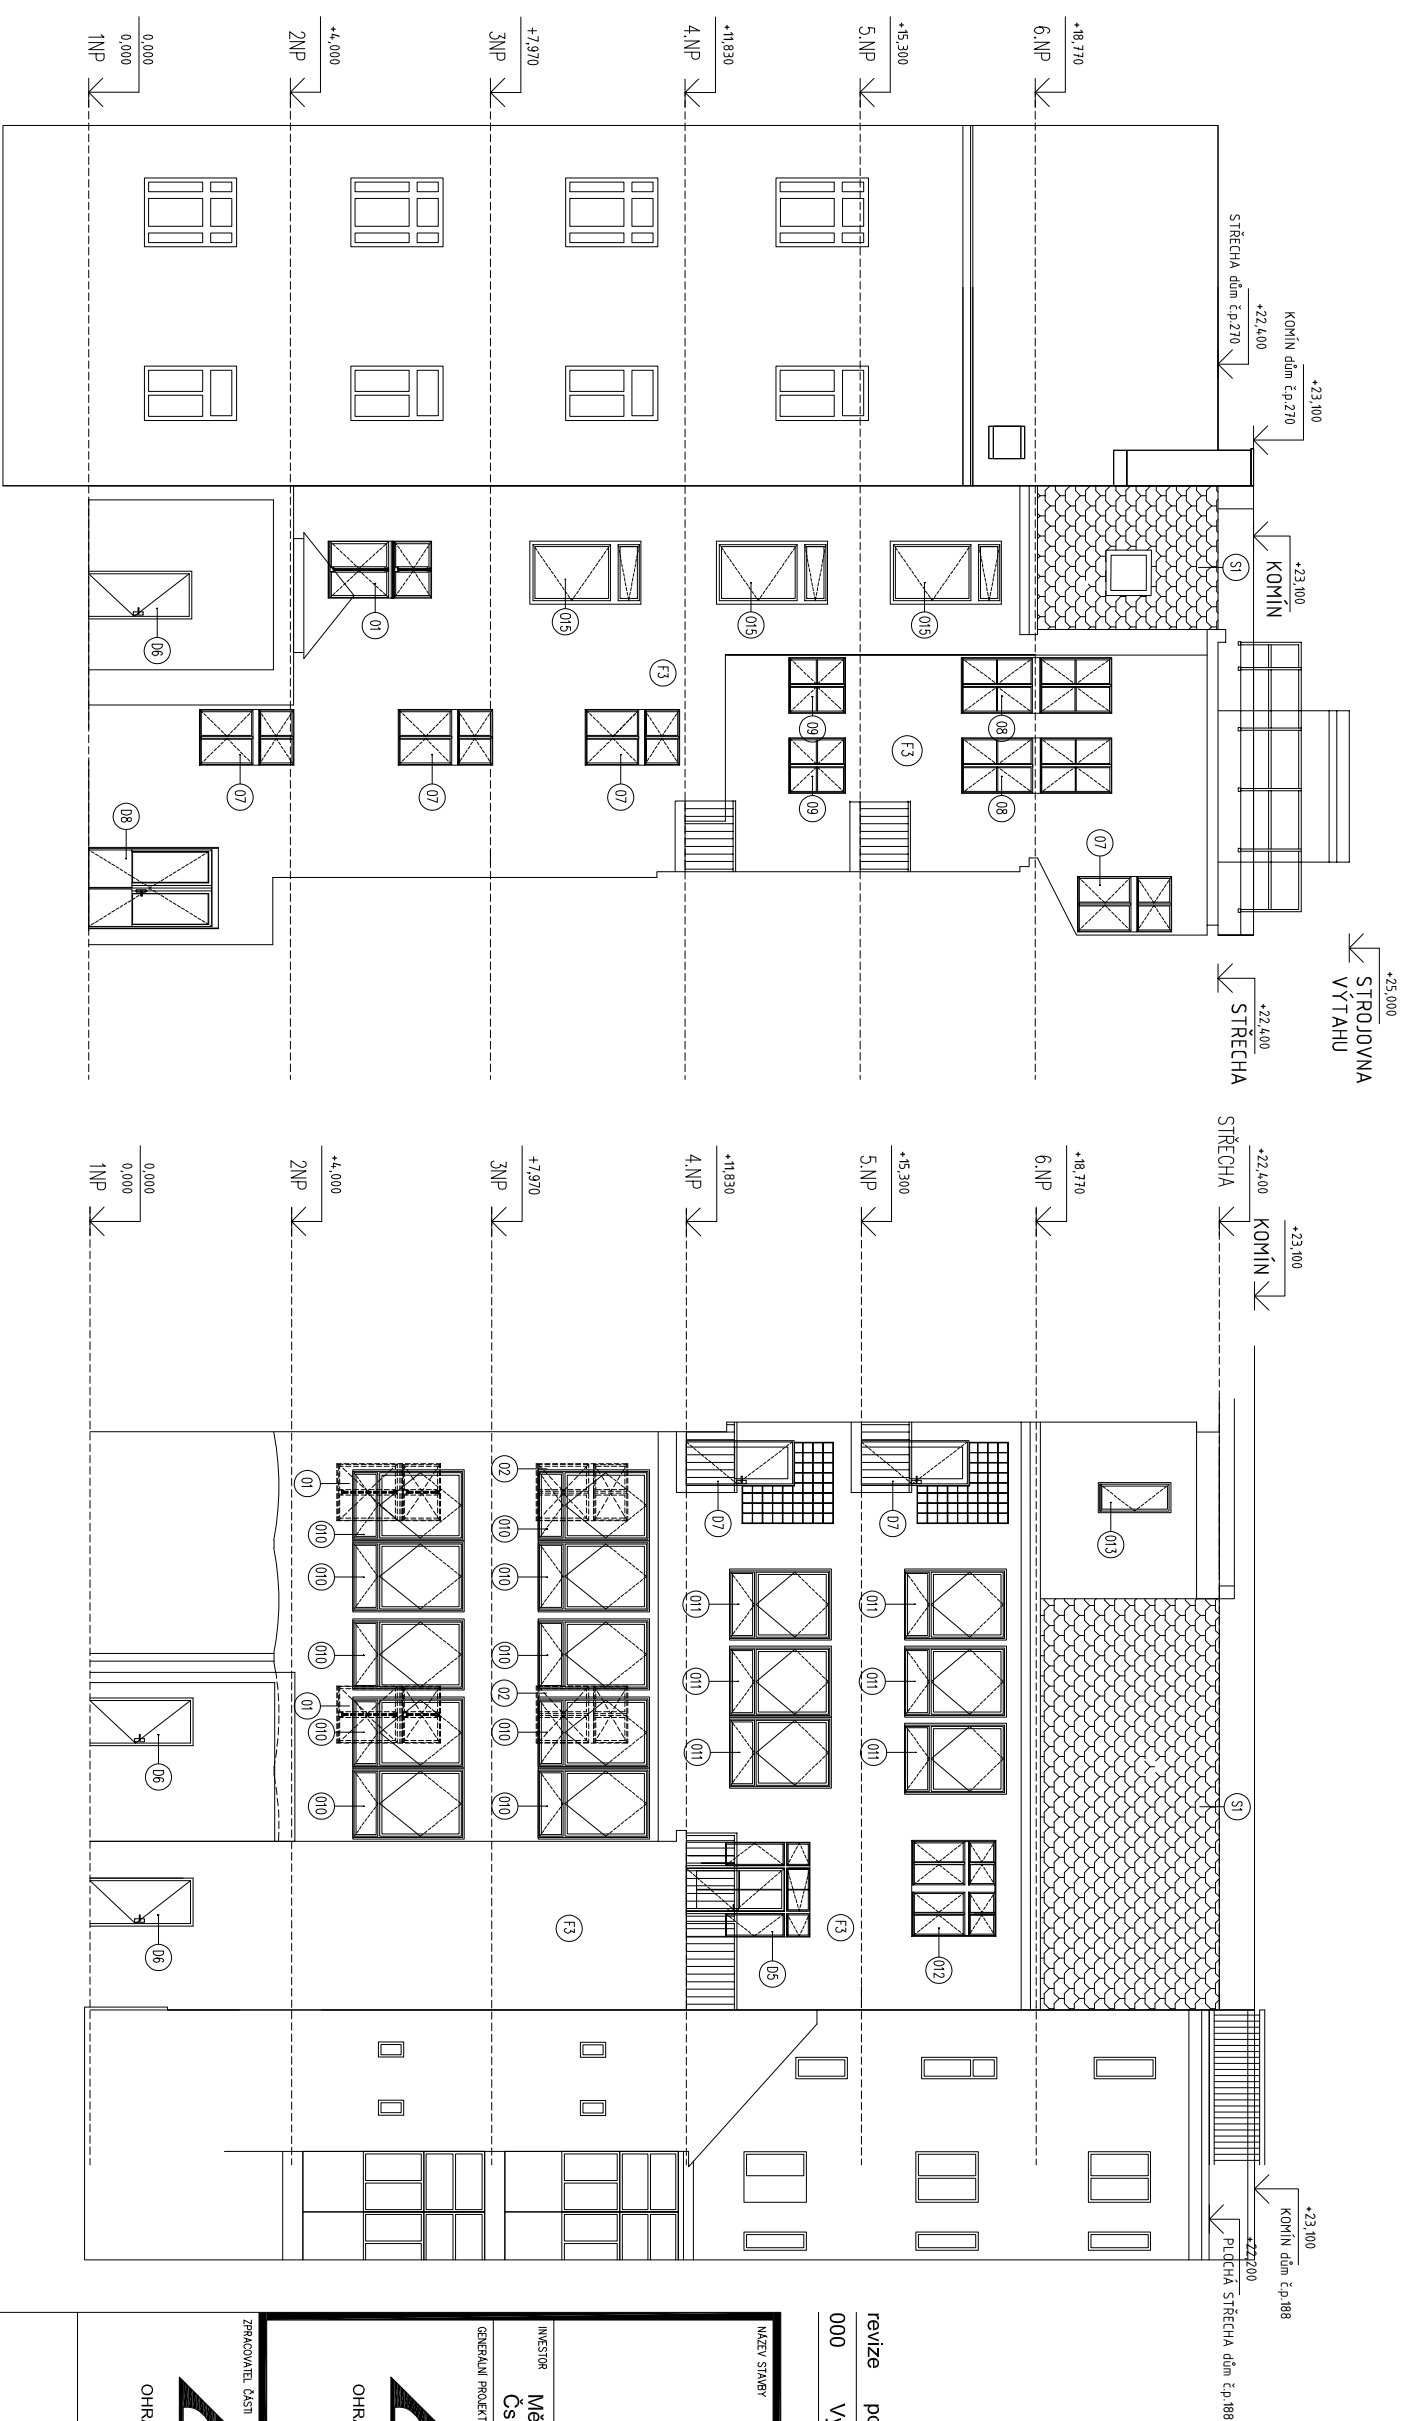 +18,770
6.NP
+15,300
5.NP
+11,830
4.NP
+7,970
3NP
+4,000
2NP
0,000
0,000
1NP
+22,400
STŘECHA dům č.p.270
+23,100
KOMÍN dům č.p.270
+23,100
KOMÍN
+25,000
STROJOVNA
VÝTAHU
+22,400
STŘECHA
S1
01
015
015
015
D6
F3
09
08
F3
09
08
07
07
07
07
D8
+23,100
KOMÍN
+22,400
STŘECHA
+18,770
6.NP
+15,300
5.NP
+11,830
4.NP
+7,970
3NP
+4,000
2NP
0,000
0,000
1NP
01
010
010
010
01
010
010
02
010
010
010
02
010
010
D7
D7
013
011
011
011
011
011
011
S1
D6
D6
F3
F3
D5
012
+23,100
KOMÍN dům č.p.188
+22,200
PLOCHÁ STŘECHA dům č.p.188
revize
000
NÁZEV STAVBY
INVESTOR
Čs
GENERÁLNÍ PROJEKT
OHR
ZPRACOVATEL ČÁSTI
OHR